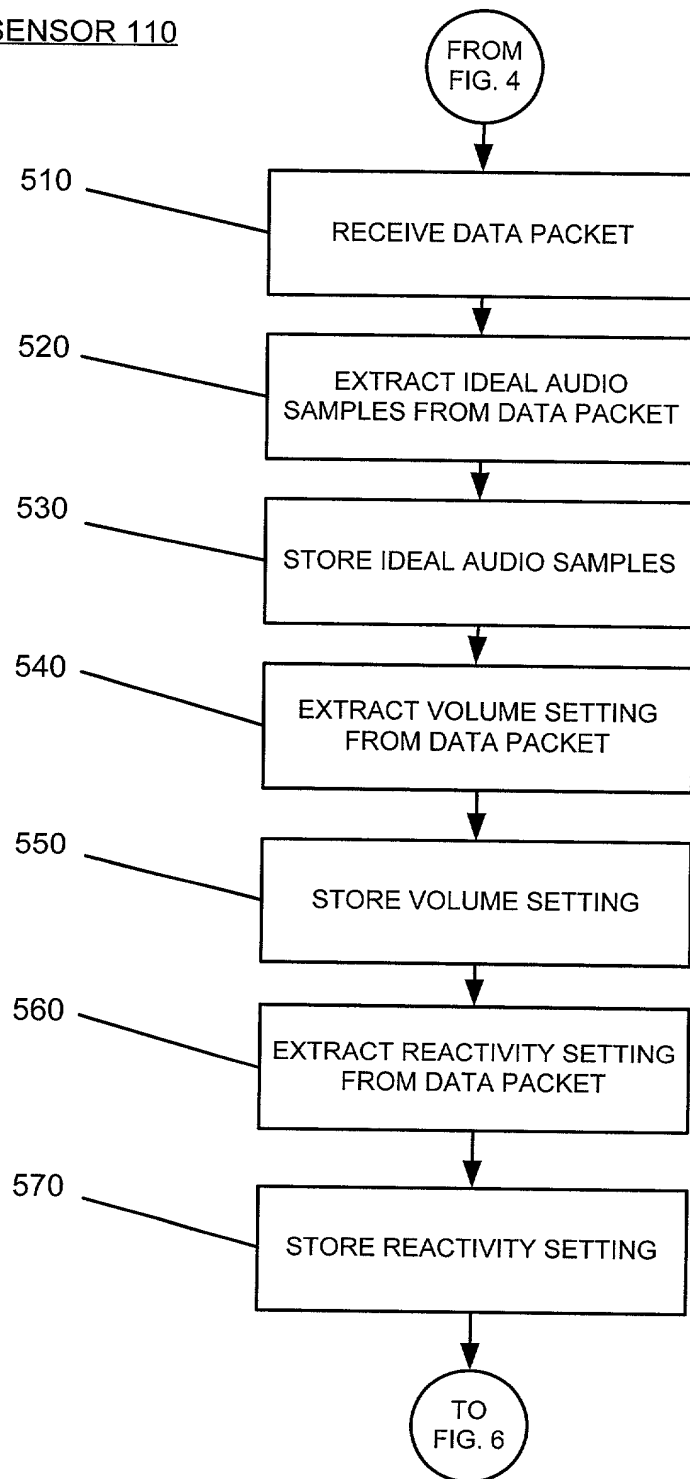 SENSOR 110
FROM
FIG. 4
510
RECEIVE DATA PACKET
520
EXTRACT IDEAL AUDIO
SAMPLES FROM DATA PACKET
530
STORE IDEAL AUDIO SAMPLES
540
EXTRACT VOLUME SETTING
FROM DATA PACKET
550
STORE VOLUME SETTING
560
EXTRACT REACTIVITY SETTING
FROM DATA PACKET
570
STORE REACTIVITY SETTING
TO
FIG. 6